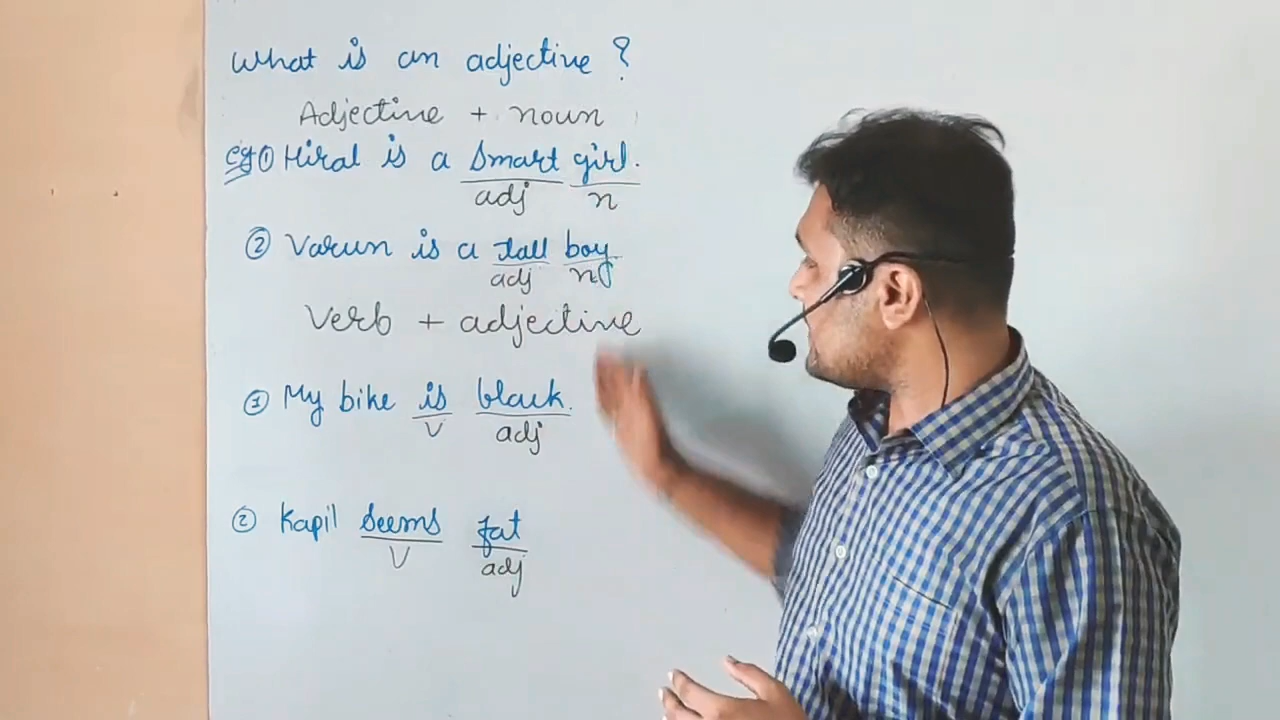 What is an adjective ?
Adjective + noun
eg ① Hiral is a smart girl.
adj n
② Varun is a tall boy
adj n
Verb + adjective
① My bike is black.
v adj
② Kapil seems fat
V adj